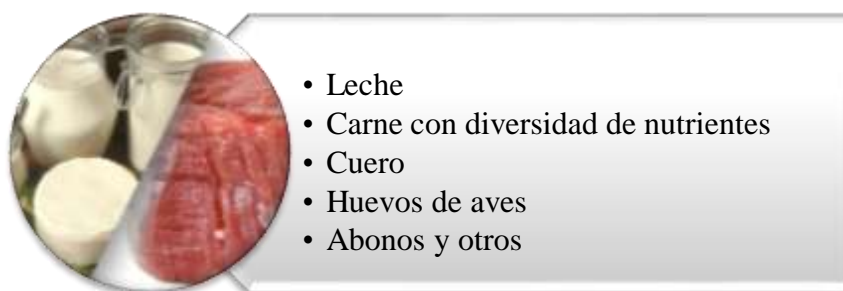 • Leche
• Carne con diversidad de nutrientes
• Cuero
• Huevos de aves
• Abonos y otros